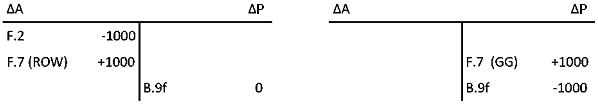 ΔA ΔP ΔA ΔP
F.2 -1000
F.7 (ROW) +1000 F.7 (GG) +1000
B.9f 0 B.9f -1000